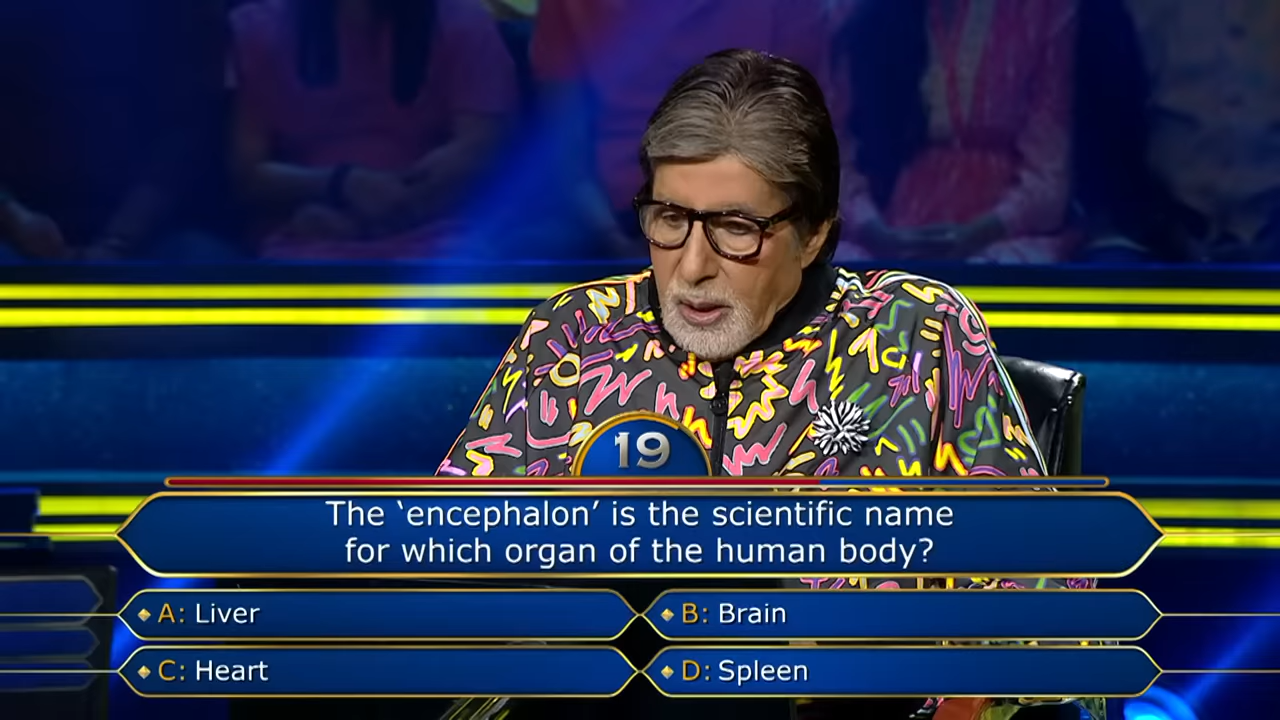 19
The ‘encephalon’ is the scientific name
for which organ of the human body?
A: Liver
B: Brain
C: Heart
D: Spleen